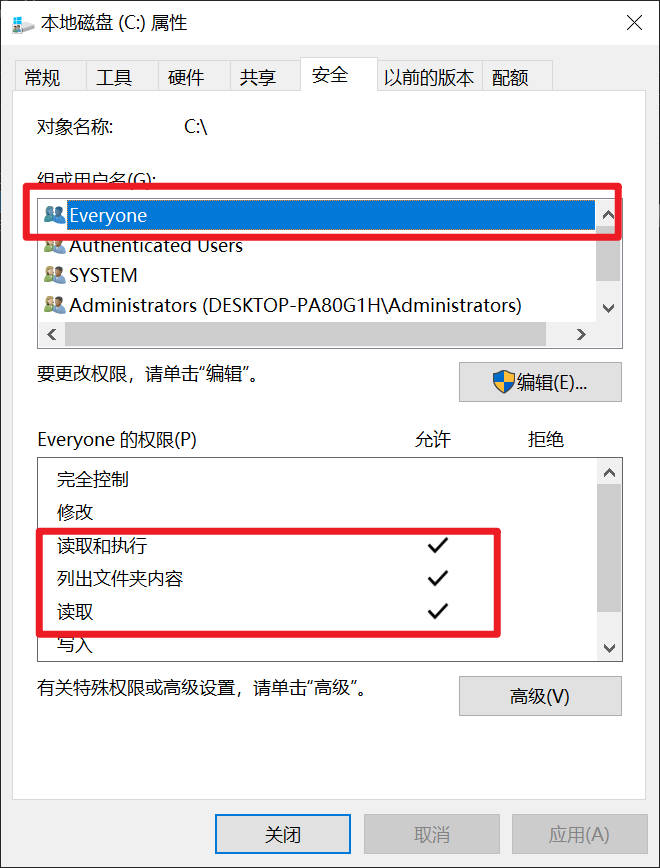 本地磁盘 (C:) 属性
常规 工具 硬件 共享 安全 以前的版本 配额
对象名称: C:\
组或用户名(G):
Everyone
Authenticated Users
SYSTEM
Administrators (DESKTOP-PA80G1H\Administrators)
要更改权限，请单击“编辑”。
编辑(E)...
Everyone 的权限(P) 允许 拒绝
完全控制
修改
读取和执行
列出文件夹内容
读取
写入
有关特殊权限或高级设置，请单击“高级”。
高级(V)
关闭 取消 应用(A)